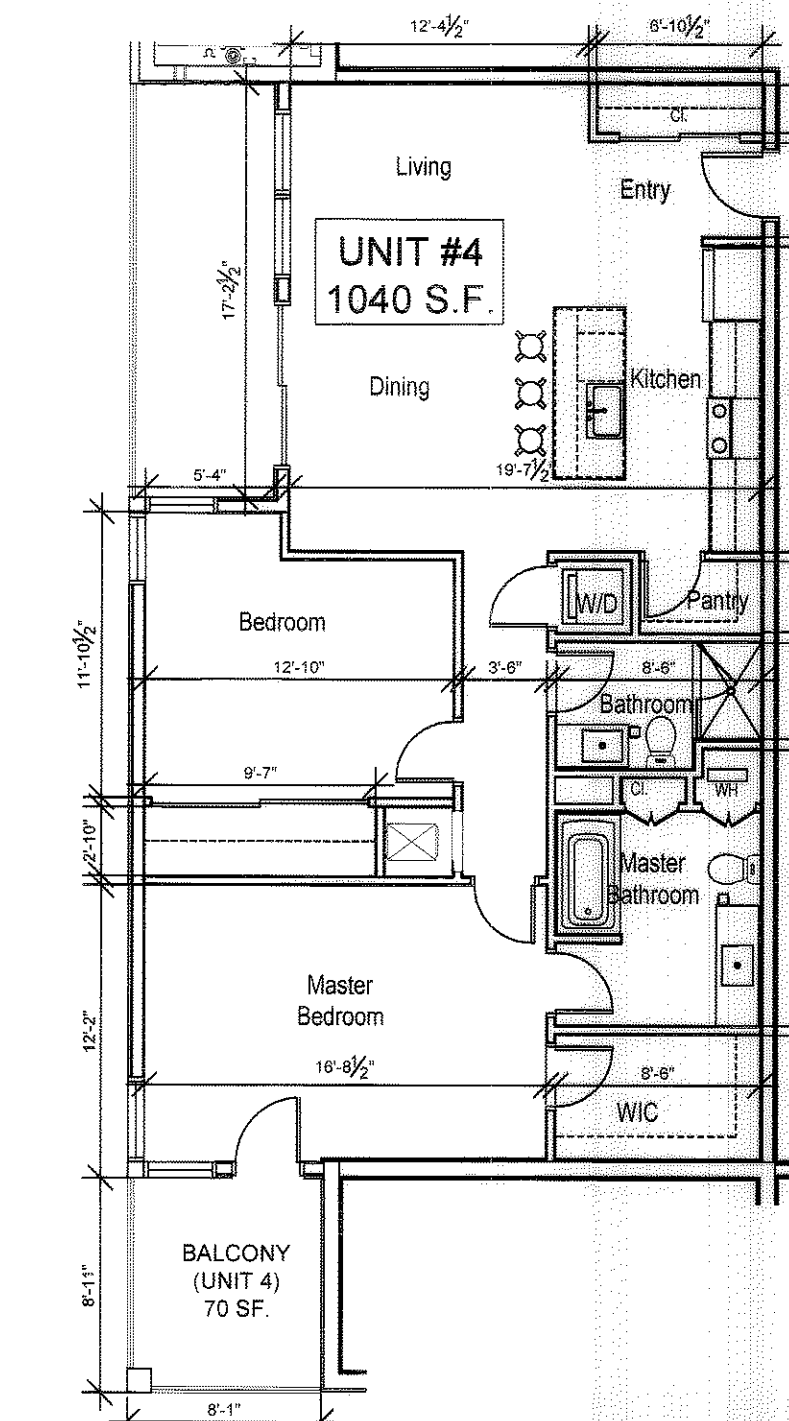 12'-4½"
6'-10½"
Cl.
Living
Entry
UNIT #4
1040 S.F.
17'-2½"
Dining
Kitchen
5'-4"
19'-7½"
11'-10½"
Bedroom
W/D
Pantry
12'-10"
3'-6"
8'-6"
Bathroom
9'-7"
Cl.
WH
2'-10"
Master
Bathroom
Master
Bedroom
12'-2"
16'-8½"
8'-6"
WIC
BALCONY
(UNIT 4)
70 SF.
8'-11"
8'-1"